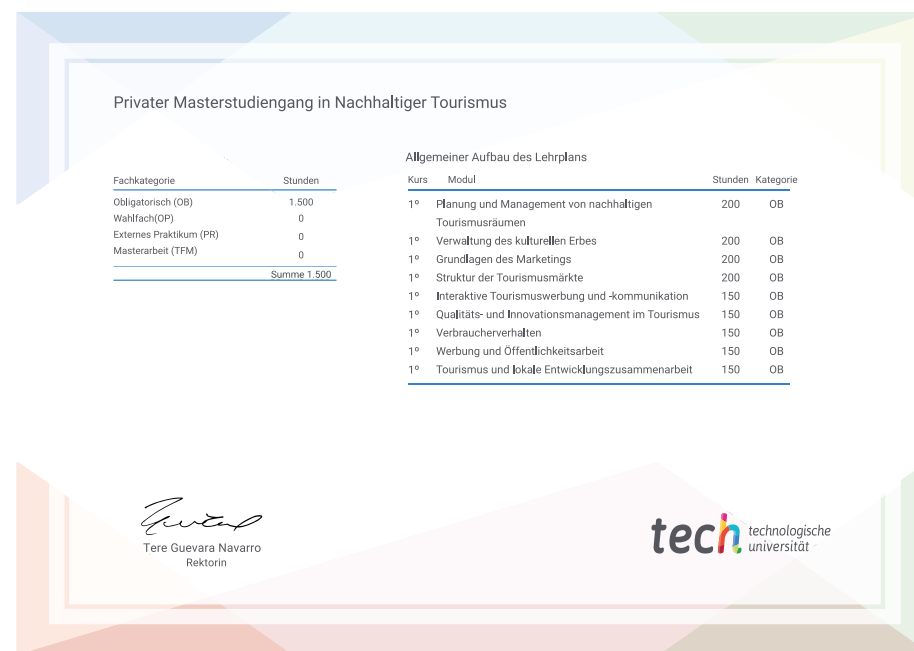 Privater Masterstudiengang in Nachhaltiger Tourismus
Fachkategorie Stunden
Obligatorisch (OB) 1.500
Wahlfach(OP) 0
Externes Praktikum (PR) 0
Masterarbeit (TFM) 0
Summe 1.500
Allgemeiner Aufbau des Lehrplans
Kurs Modul Stunden Kategorie
1º Planung und Management von nachhaltigen 200 OB
Tourismusräumen
1º Verwaltung des kulturellen Erbes 200 OB
1º Grundlagen des Marketings 200 OB
1º Struktur der Tourismusmärkte 200 OB
1º Interaktive Tourismuswerbung und -kommunikation 150 OB
1º Qualitäts- und Innovationsmanagement im Tourismus 150 OB
1º Verbraucherverhalten 150 OB
1º Werbung und Öffentlichkeitsarbeit 150 OB
1º Tourismus und lokale Entwicklungszusammenarbeit 150 OB
Tere Guevara Navarro
Rektorin
tech technologische
universität